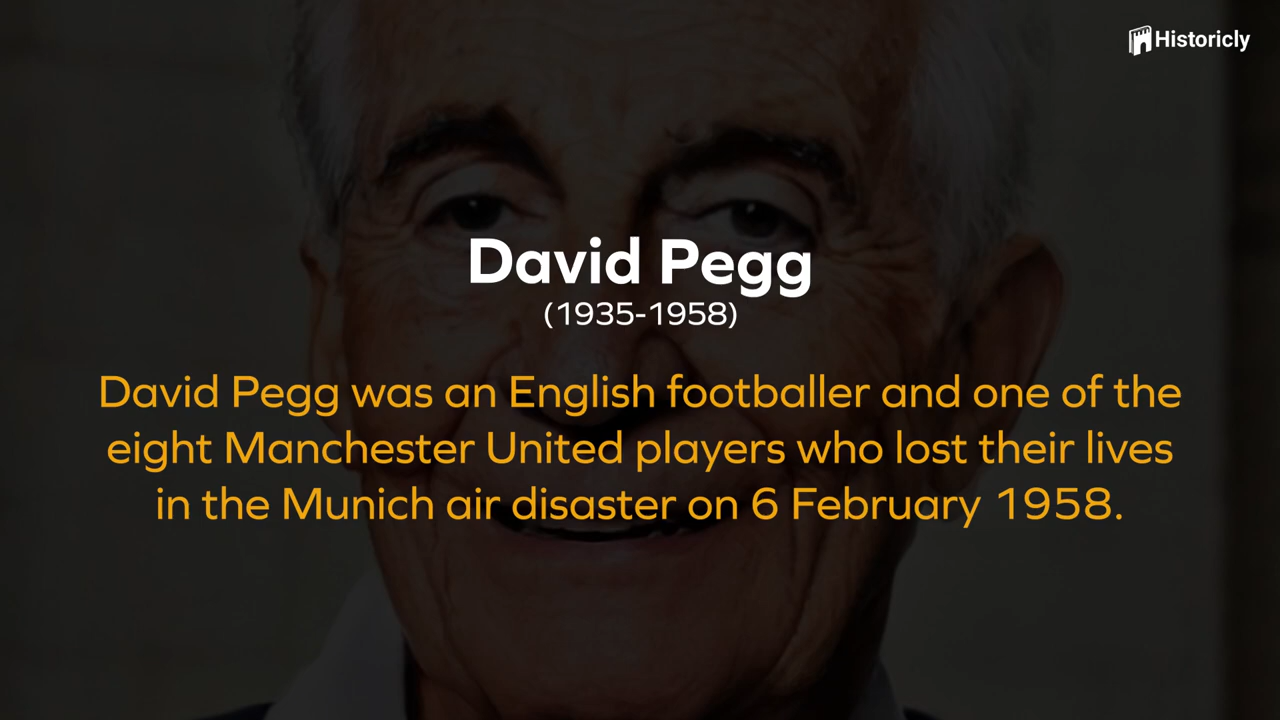 Historicly
David Pegg
(1935-1958)
David Pegg was an English footballer and one of the
eight Manchester United players who lost their lives
in the Munich air disaster on 6 February 1958.